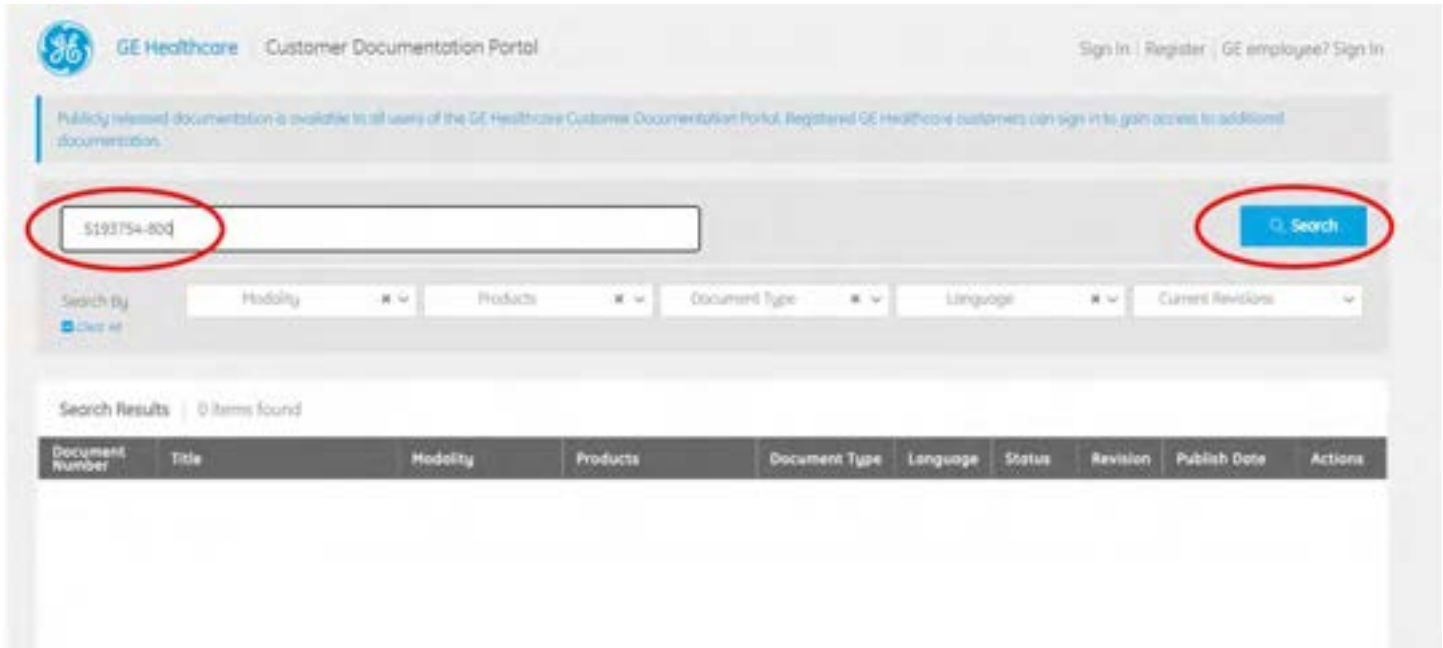 GE Healthcare Customer Documentation Portal
Sign In | Register | GE employee? Sign In
Publicly released documentation is available to all users of the GE Healthcare Customer Documentation Portal. Registered GE Healthcare customers can sign in to gain access to additional
documentation.
5193754-800
Search
Search By
Modality
Products
Document Type
Language
Current Revisions
Clear All
Search Results | 0 items found
Document Number
Title
Modality
Products
Document Type
Language
Status
Revision
Publish Date
Actions